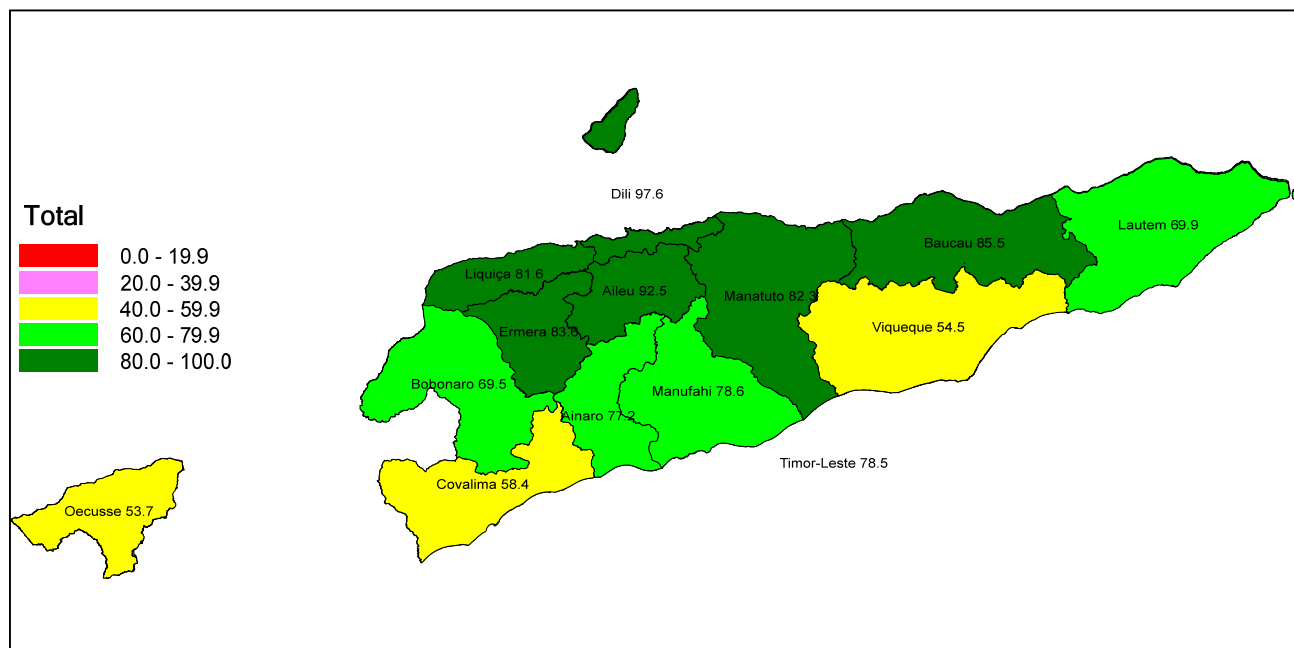 Dili 97.6
Total
0.0 - 19.9
20.0 - 39.9
40.0 - 59.9
60.0 - 79.9
80.0 - 100.0
Lautem 69.9
Baucau 85.5
Liquiça 81.6
Aileu 92.5
Manatuto 82.3
Ermera
Viqueque 54.5
Bobonaro 69.5
Manufahi 78.6
Ainaro 77.2
Timor-Leste 78.5
Covalima 58.4
Oecusse 53.7